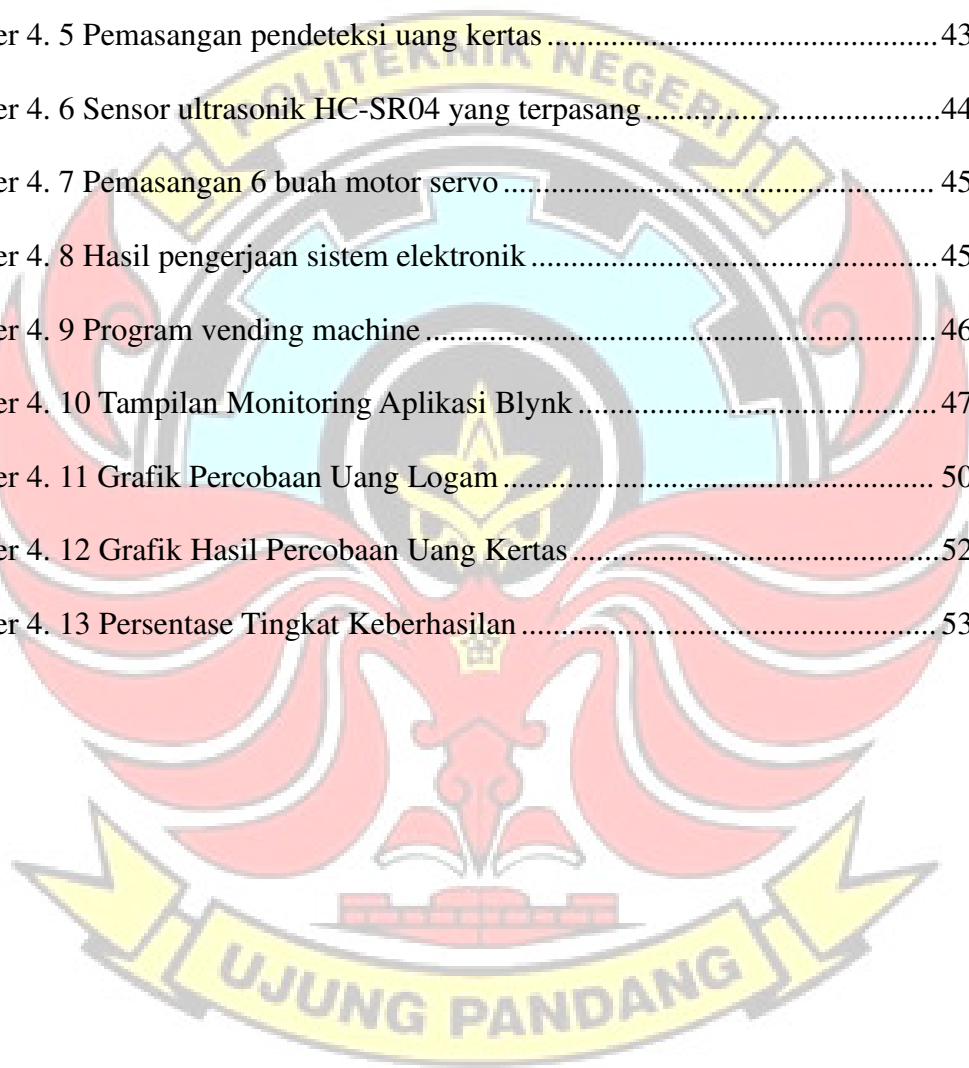 er 4. 5 Pemasangan pendeteksi uang kertas ........................................ 43
er 4. 6 Sensor ultrasonik HC-SR04 yang terpasang .............................. 44
er 4. 7 Pemasangan 6 buah motor servo ............................................. 45
er 4. 8 Hasil pengerjaan sistem elektronik .......................................... 45
er 4. 9 Program vending machine ...................................................... 46
er 4. 10 Tampilan Monitoring Aplikasi Blynk ..................................... 47
er 4. 11 Grafik Percobaan Uang Logam ............................................. 50
er 4. 12 Grafik Hasil Percobaan Uang Kertas ...................................... 52
er 4. 13 Persentase Tingkat Keberhasilan ........................................... 53
POLITEKNIK NEGERI
UJUNG PANDANG